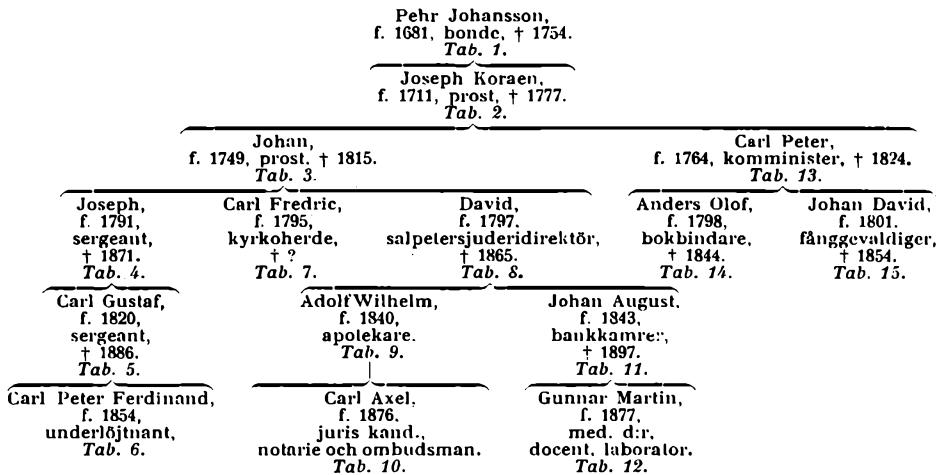 Pehr Johansson,
f. 1681, bonde, † 1754.
Tab. 1.
Joseph Koraen,
f. 1711, prost, † 1777.
Tab. 2.
Johan,
f. 1749, prost, † 1815.
Tab. 3.
Carl Peter,
f. 1764, komminister, † 1824.
Tab. 13.
Joseph,
f. 1791,
sergeant,
† 1871.
Tab. 4.
Carl Fredric,
f. 1795,
kyrkoherde,
† ?
Tab. 7.
David,
f. 1797.
salpetersjuderidirektör,
† 1865.
Tab. 8.
Anders Olof,
f. 1798,
bokbindare,
† 1844.
Tab. 14.
Johan David,
f. 1801.
fånggevaldiger,
† 1854.
Tab. 15.
Carl Gustaf,
f. 1820,
sergeant,
† 1886.
Tab. 5.
Adolf Wilhelm,
f. 1840,
apotekare.
Tab. 9.
Johan August,
f. 1843,
bankkamrer,
† 1897.
Tab. 11.
Carl Peter Ferdinand,
f. 1854,
underlöjtnant,
Tab. 6.
Carl Axel,
f. 1876.
juris kand.,
notarie och ombudsman.
Tab. 10.
Gunnar Martin,
f. 1877,
med. d:r,
docent, laborator.
Tab. 12.